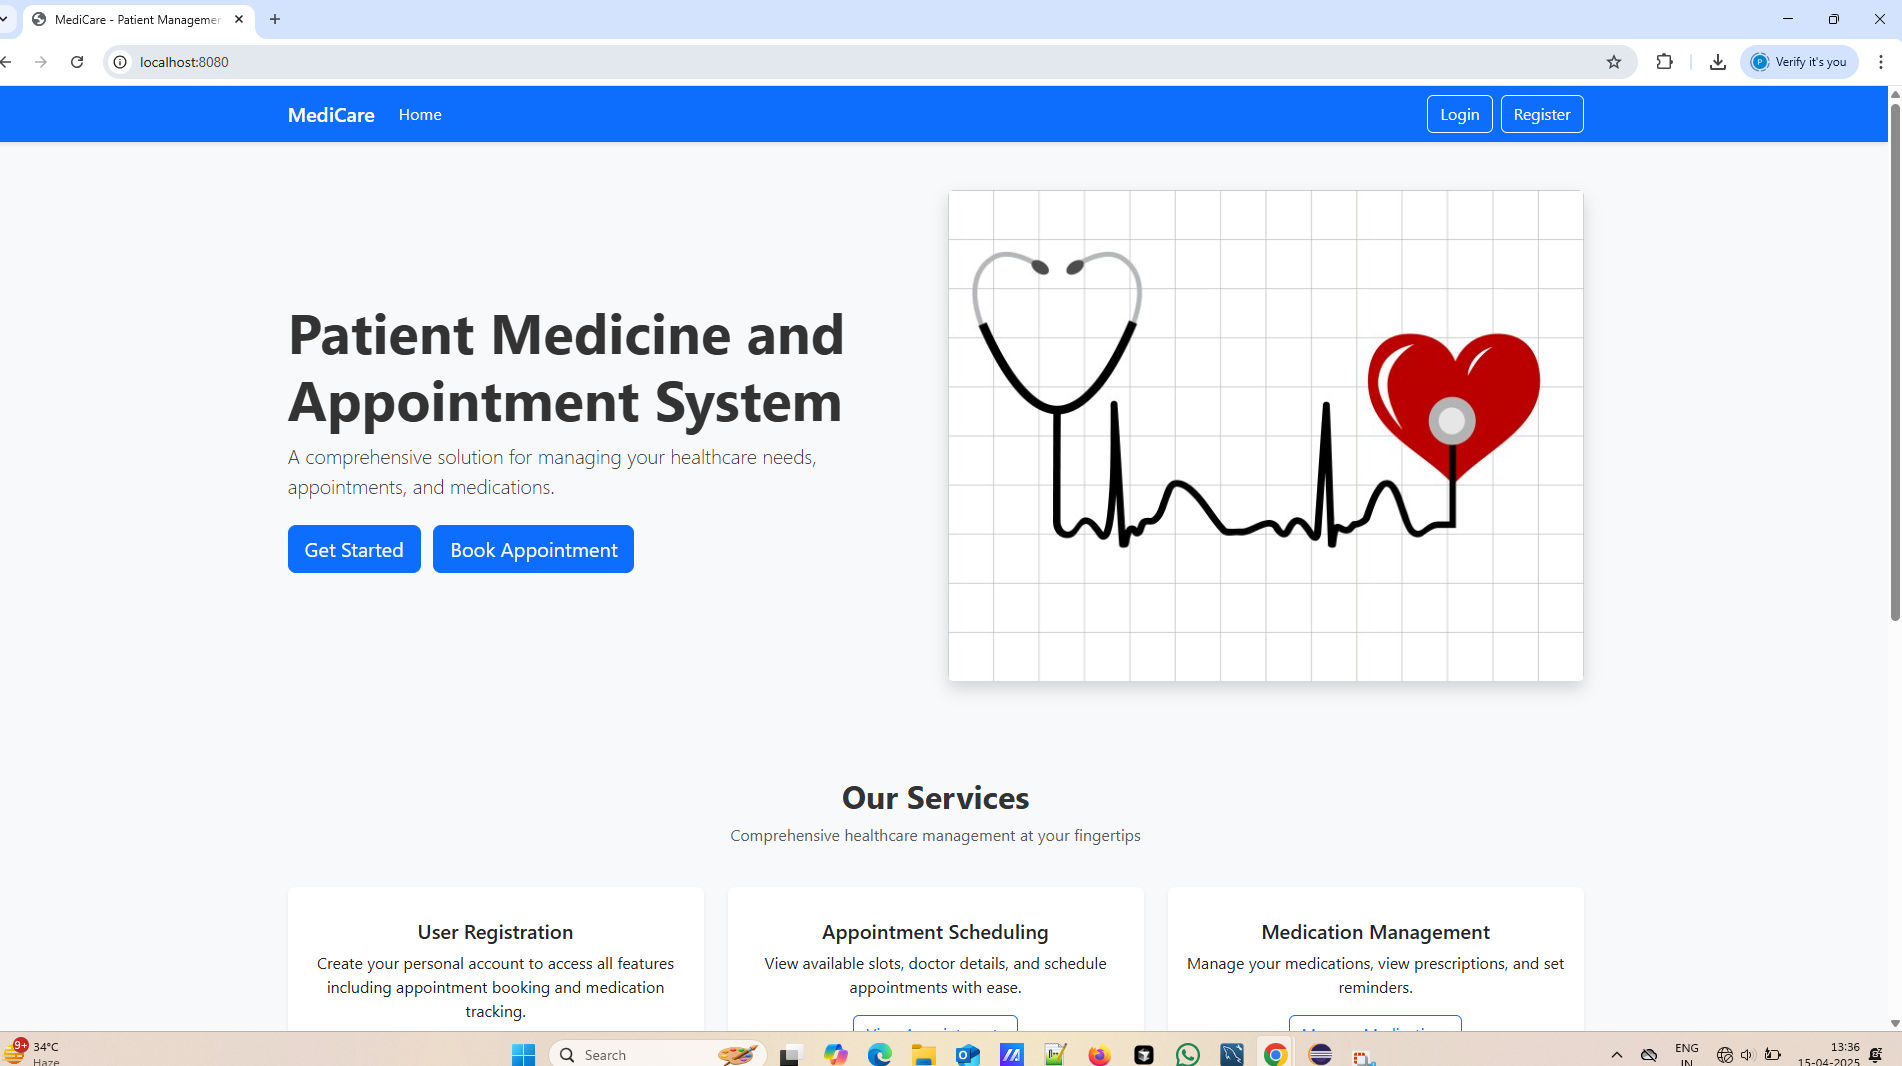 MediCare - Patient Managemen
localhost:8080
Verify it's you
MediCare
Home
Login
Register
Patient Medicine and
Appointment System
A comprehensive solution for managing your healthcare needs,
appointments, and medications.
Get Started
Book Appointment
Our Services
Comprehensive healthcare management at your fingertips
User Registration
Create your personal account to access all features
including appointment booking and medication
tracking.
Appointment Scheduling
View available slots, doctor details, and schedule
appointments with ease.
Medication Management
Manage your medications, view prescriptions, and set
reminders.
9+
34°C
Haze
Search
ENG
IN
13:36
15-04-2025